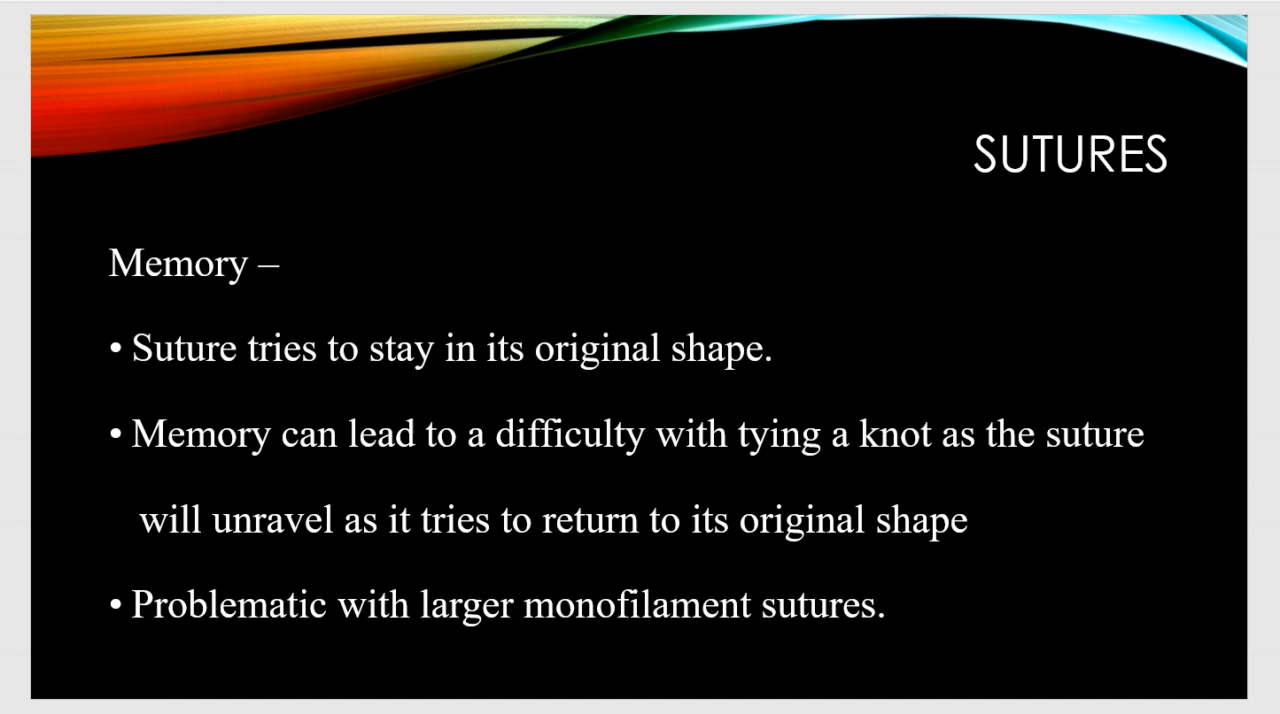 SUTURES
Memory –
• Suture tries to stay in its original shape.
• Memory can lead to a difficulty with tying a knot as the suture
will unravel as it tries to return to its original shape
• Problematic with larger monofilament sutures.